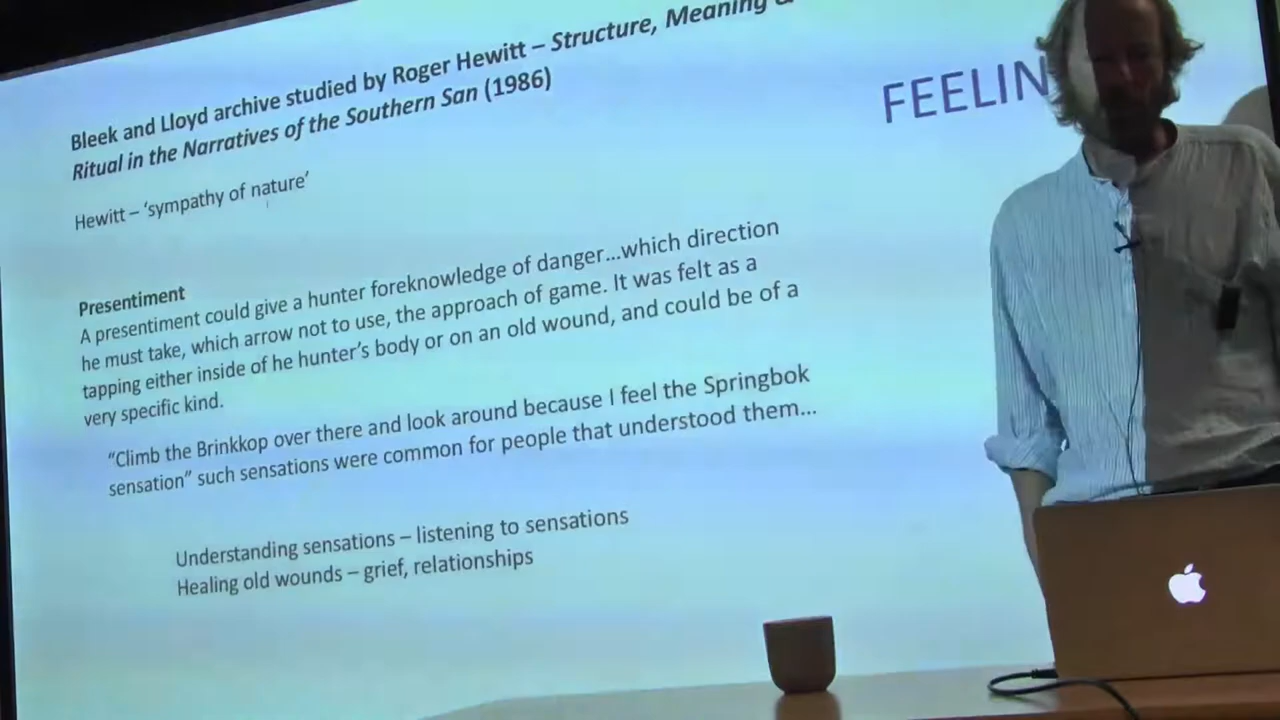 Bleek and Lloyd archive studied by Roger Hewitt – Structure, Meaning &
Ritual in the Narratives of the Southern San (1986)
FEELIN
Hewitt – ‘sympathy of nature’
Presentiment
A presentiment could give a hunter foreknowledge of danger…which direction
he must take, which arrow not to use, the approach of game. It was felt as a
tapping either inside of he hunter’s body or on an old wound, and could be of a
very specific kind.
“Climb the Brinkkop over there and look around because I feel the Springbok
sensation” such sensations were common for people that understood them…
Understanding sensations – listening to sensations
Healing old wounds – grief, relationships